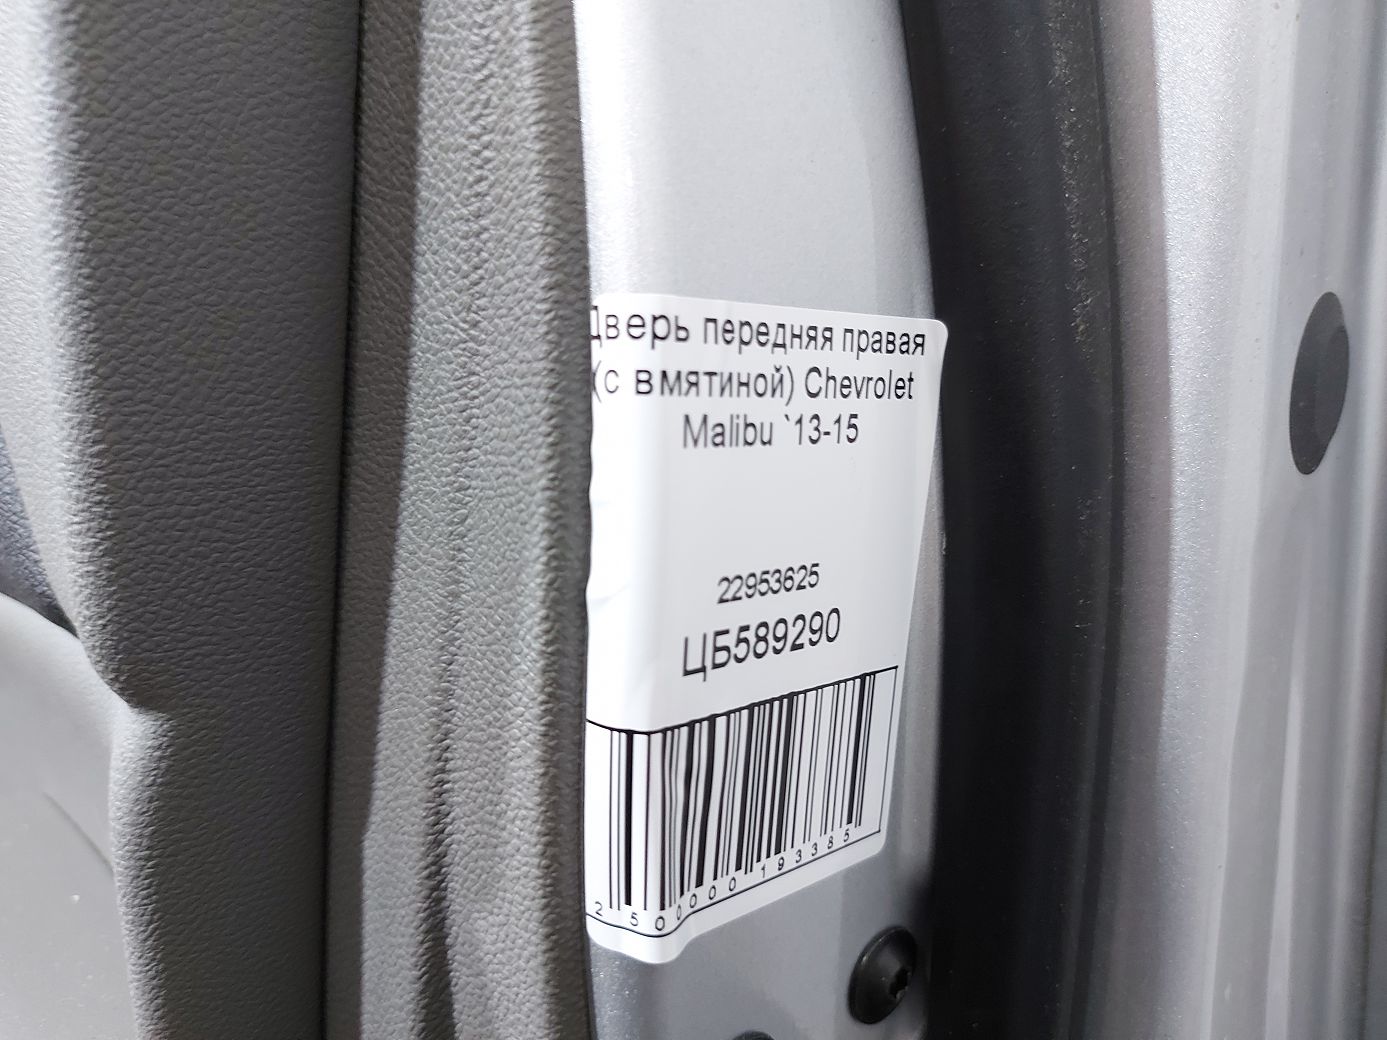 Дверь передняя правая
(с вмятиной) Chevrolet
Malibu `13-15
22953625
ЦБ589290
2500000193385